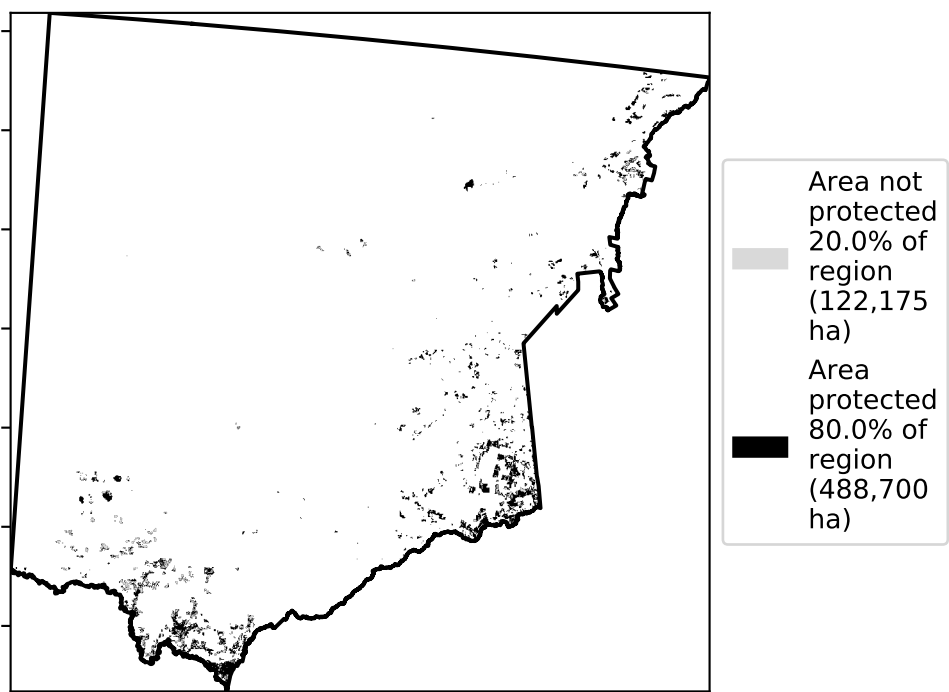 Area not
protected
20.0% of
region
(122,175
ha)
Area
protected
80.0% of
region
(488,700
ha)